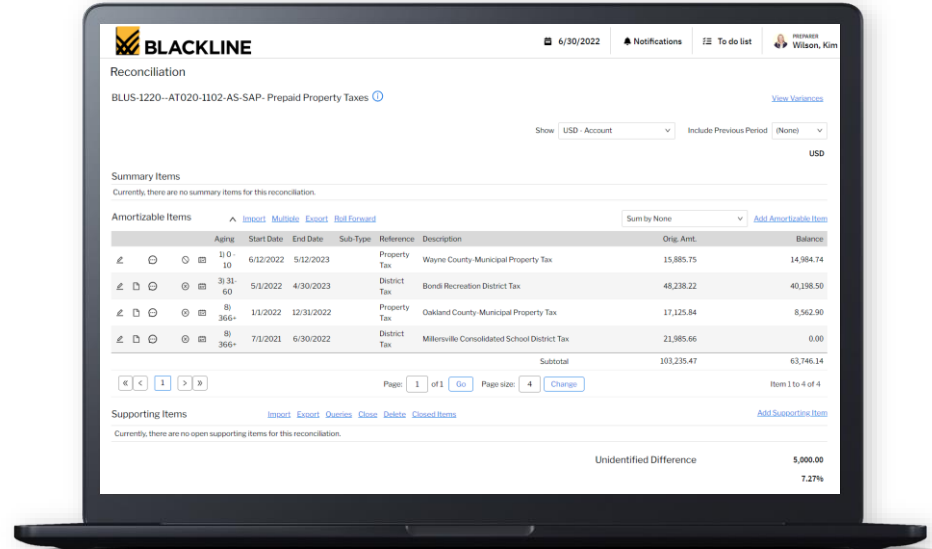 BLACKLINE
6/30/2022 Notifications To do list PREPARER Wilson, Kim
Reconciliation
BLUS-1220--AT020-1102-AS-SAP- Prepaid Property Taxes
View Variances
Show USD - Account Include Previous Period (None)
USD
Summary Items
Currently, there are no summary items for this reconciliation.
Amortizable Items Import Multiple Export Roll Forward Sum by None Add Amortizable Item
Aging Start Date End Date Sub-Type Reference Description Orig. Amt. Balance
1) 0 - 10 6/12/2022 5/12/2023 Property Tax Wayne County-Municipal Property Tax 15,885.75 14,984.74
3) 31-60 5/1/2022 4/30/2023 District Tax Bondi Recreation District Tax 48,238.22 40,198.50
8) 366+ 1/1/2022 12/31/2022 Property Tax Oakland County-Municipal Property Tax 17,125.84 8,562.90
8) 366+ 7/1/2021 6/30/2022 District Tax Millersville Consolidated School District Tax 21,985.66 0.00
Subtotal 103,235.47 63,746.14
« < 1 > » Page: 1 of 1 Go Page size: 4 Change Item 1 to 4 of 4
Supporting Items Import Export Queries Close Delete Closed Items Add Supporting Item
Currently, there are no open supporting items for this reconciliation.
Unidentified Difference 5,000.00
7.27%